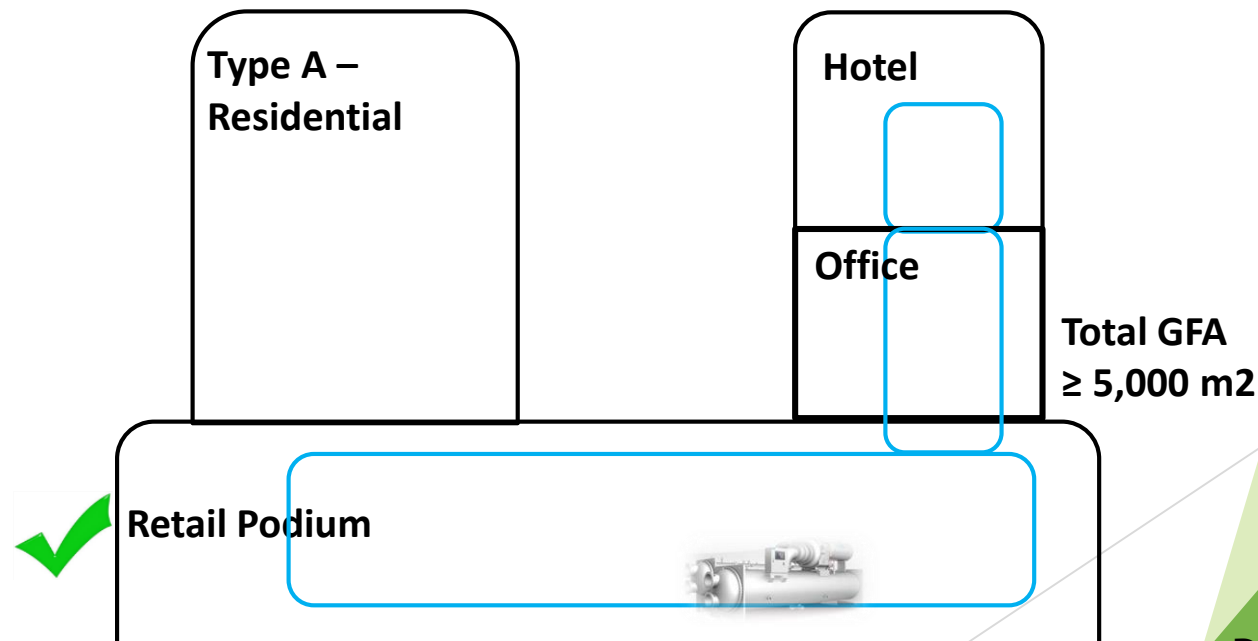 Type A –
Residential
Hotel
Office
Total GFA
≥ 5,000 m2
Retail Podium